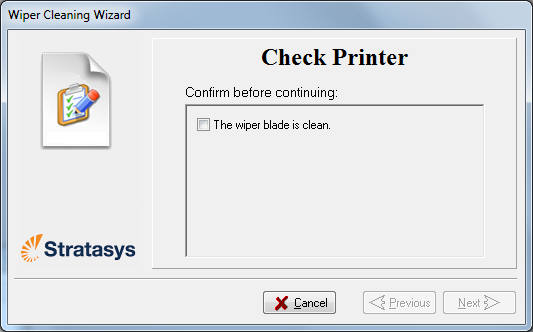 Wiper Cleaning Wizard
Check Printer
Confirm before continuing:
The wiper blade is clean.
Stratasys
Cancel
Previous
Next